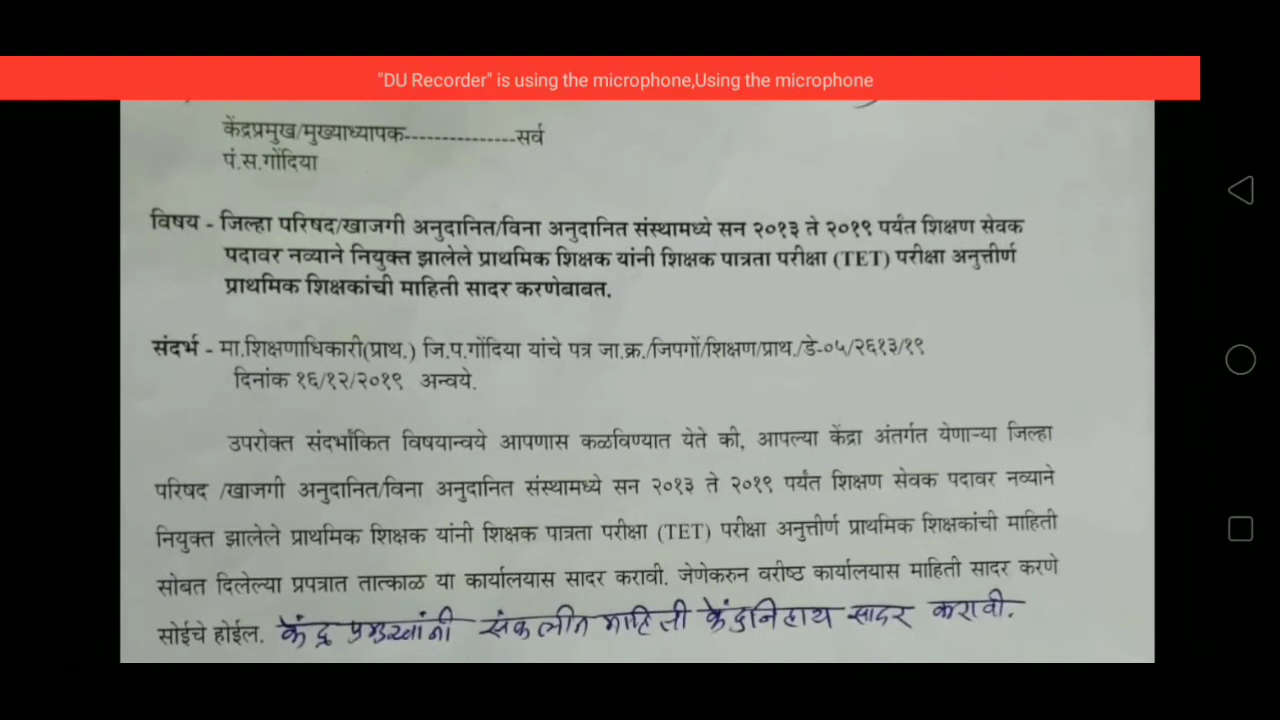 "DU Recorder" is using the microphone,Using the microphone
केंद्रप्रमुख/मुख्याध्यापक---------------सर्व
पं.स.गोंदिया
विषय - जिल्हा परिषद/खाजगी अनुदानित/विना अनुदानित संस्थामध्ये सन २०१३ ते २०१९ पर्यंत शिक्षण सेवक
पदावर नव्याने नियुक्त झालेले प्राथमिक शिक्षक यांनी शिक्षक पात्रता परीक्षा (TET) परीक्षा अनुत्तीर्ण
प्राथमिक शिक्षकांची माहिती सादर करणेबाबत.
संदर्भ - मा.शिक्षणाधिकारी(प्राथ.) जि.प.गोंदिया यांचे पत्र जा.क्र./जिपगों/शिक्षण/प्राथ./डे-०५/२६१३/१९
दिनांक १६/१२/२०१९ अन्वये.
उपरोक्त संदर्भांकित विषयान्वये आपणास कळविण्यात येते की, आपल्या केंद्रा अंतर्गत येणाऱ्या जिल्हा
परिषद /खाजगी अनुदानित/विना अनुदानित संस्थामध्ये सन २०१३ ते २०१९ पर्यंत शिक्षण सेवक पदावर नव्याने
नियुक्त झालेले प्राथमिक शिक्षक यांनी शिक्षक पात्रता परीक्षा (TET) परीक्षा अनुत्तीर्ण प्राथमिक शिक्षकांची माहिती
सोबत दिलेल्या प्रपत्रात तात्काळ या कार्यालयास सादर करावी. जेणेकरुन वरीष्ठ कार्यालयास माहिती सादर करणे
सोईचे होईल. केंद्र प्रमुखांनी संकलीत माहिती केंद्रनिहाय सादर करावी.